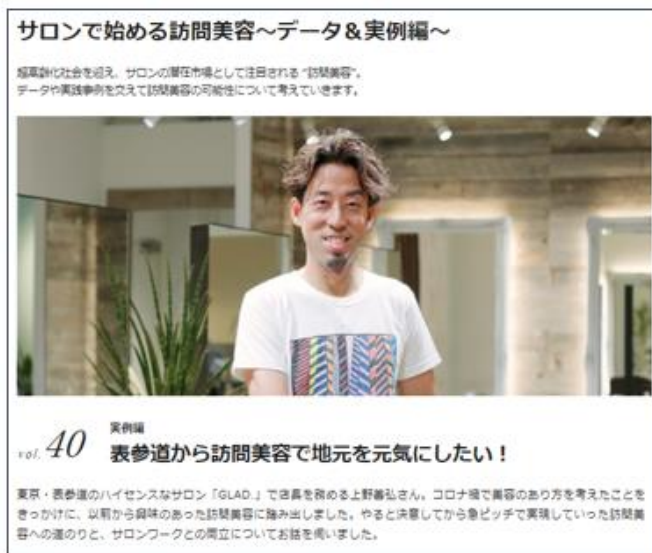 サロンで始める訪問美容～データ＆実例編～
超高齢化社会を迎え、サロンの潜在市場として注目される “訪問美容”。
データや実践事例を交えて訪問美容の可能性について考えていきます。
実例編
vol. 40
表参道から訪問美容で地元を元気にしたい！
東京・表参道のハイセンスなサロン「GLAD.」で店長を務める上野善弘さん。コロナ禍で美容のあり方を考えたことを
きっかけに、以前から興味のあった訪問美容に踏み出しました。やると決意してから急ピッチで実現していった訪問美
容への道のりと、サロンワークとの両立についてお話を伺いました。